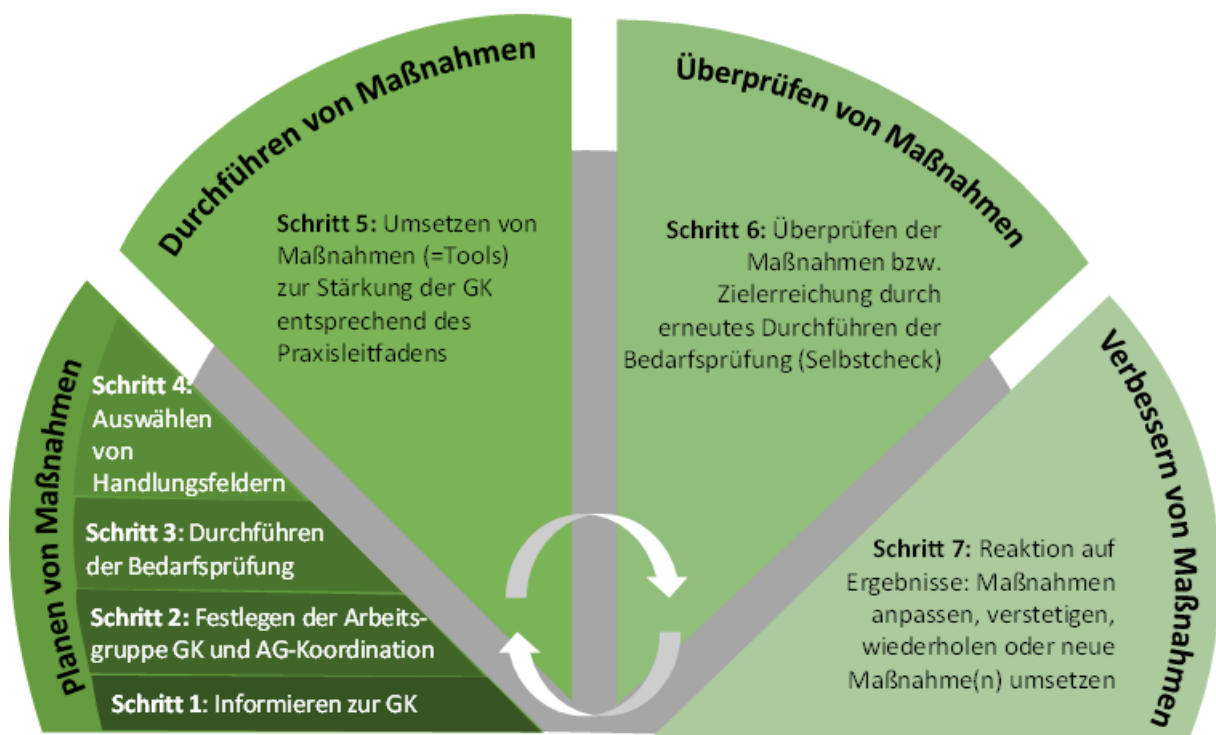 Planen von Maßnahmen
Schritt 1: Informieren zur GK
Schritt 2: Festlegen der Arbeits-
gruppe GK und AG-Koordination
Schritt 3: Durchführen
der Bedarfsprüfung
Schritt 4:
Auswählen
von
Handlungsfeldern
Durchführen von Maßnahmen
Schritt 5: Umsetzen von
Maßnahmen (=Tools)
zur Stärkung der GK
entsprechend des
Praxisleitfadens
Überprüfen von Maßnahmen
Schritt 6: Überprüfen der
Maßnahmen bzw.
Zielerreichung durch
erneutes Durchführen der
Bedarfsprüfung (Selbstcheck)
Verbessern von Maßnahmen
Schritt 7: Reaktion auf
Ergebnisse: Maßnahmen
anpassen, verstetigen,
wiederholen oder neue
Maßnahme(n) umsetzen